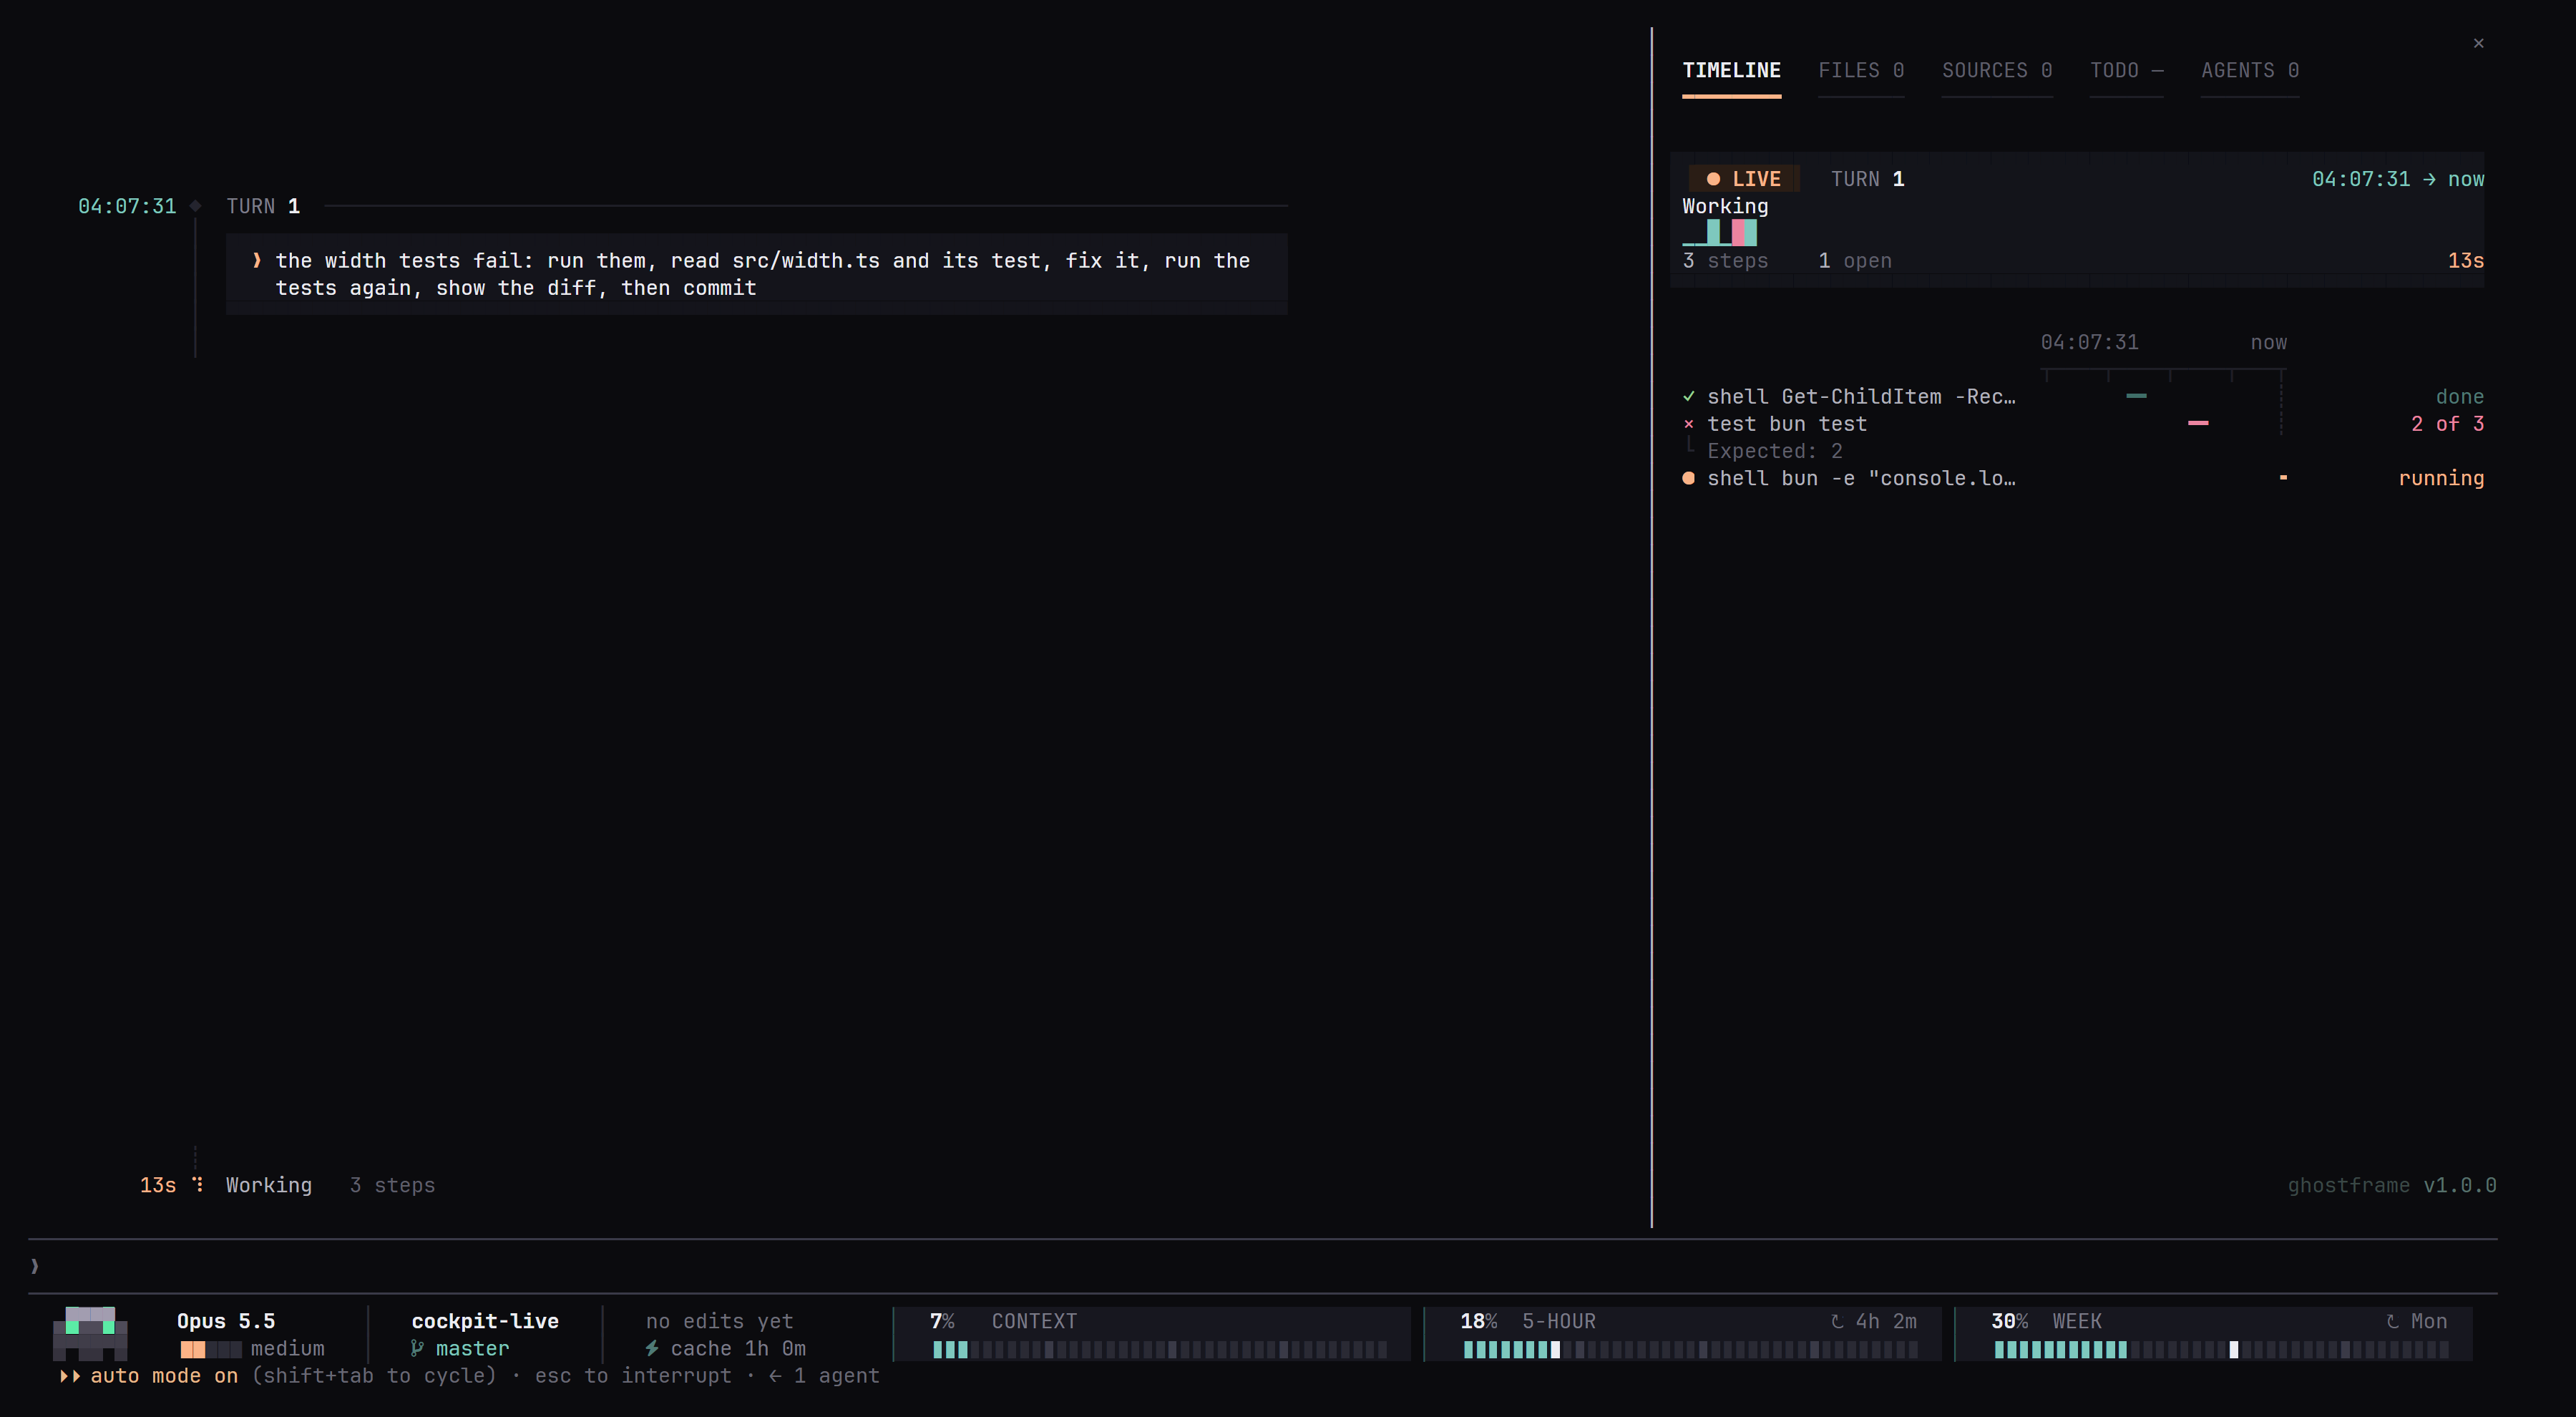 ×
TIMELINE FILES 0 SOURCES 0 TODO — AGENTS 0
04:07:31 ◆ TURN 1
❱ the width tests fail: run them, read src/width.ts and its test, fix it, run the
tests again, show the diff, then commit
● LIVE TURN 1 04:07:31 → now
Working
3 steps 1 open 13s
04:07:31 now
✓ shell Get-ChildItem -Rec… done
× test bun test 2 of 3
└ Expected: 2
● shell bun -e "console.lo… running
13s Working 3 steps
ghostframe v1.0.0
❱
Opus 5.5 cockpit-live no edits yet 7% CONTEXT 18% 5-HOUR ↻ 4h 2m 30% WEEK ↻ Mon
medium master cache 1h 0m
auto mode on (shift+tab to cycle) · esc to interrupt · ← 1 agent